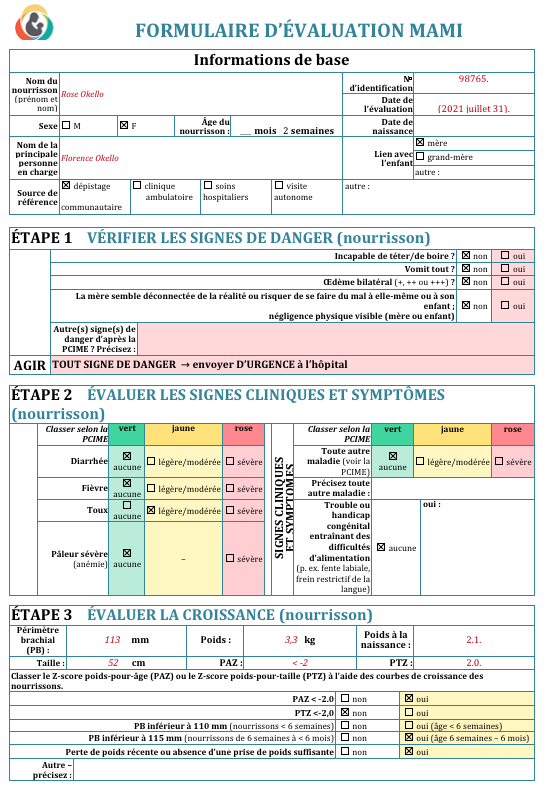 FORMULAIRE D’ÉVALUATION MAMI
Informations de base
Nom du nourrisson (prénom et nom) Rose Okello
№ d’identification 98765.
Date de l’évaluation (2021 juillet 31).
Sexe ☐ M ☒ F Âge du nourrisson : __ mois 2 semaines Date de naissance
Nom de la principale personne en charge Florence Okello
Lien avec l’enfant ☒ mère
☐ grand-mère
autre :
Source de référence ☒ dépistage communautaire ☐ clinique ambulatoire ☐ soins hospitaliers ☐ visite autonome autre :
ÉTAPE 1 VÉRIFIER LES SIGNES DE DANGER (nourrisson)
Incapable de téter/de boire ? ☒ non ☐ oui
Vomit tout ? ☒ non ☐ oui
Œdème bilatéral (+, ++ ou +++) ? ☒ non ☐ oui
La mère semble déconnectée de la réalité ou risquer de se faire du mal à elle-même ou à son
enfant ;
négligence physique visible (mère ou enfant) ☒ non ☐ oui
Autre(s) signe(s) de
danger d’après la
PCIME ? Précisez :
AGIR TOUT SIGNE DE DANGER → envoyer D’URGENCE à l’hôpital
ÉTAPE 2 ÉVALUER LES SIGNES CLINIQUES ET SYMPTÔMES
(nourrisson)
Classer selon la PCIME vert jaune rose
Diarrhée ☒ aucune ☐ légère/modérée ☐ sévère
Fièvre ☒ aucune ☐ légère/modérée ☐ sévère
Toux ☐ aucune ☒ légère/modérée ☐ sévère
Pâleur sévère (anémie) ☒ aucune – ☐ sévère
SIGNES CLINIQUES
ET SYMPTÔMES
Classer selon la PCIME vert jaune rose
Toute autre maladie (voir la PCIME) ☒ aucune ☐ légère/modérée ☐ sévère
Précisez toute autre maladie :
Trouble ou handicap congénital entraînant des difficultés d’alimentation (p. ex. fente labiale, frein restrictif de la langue) ☒ aucune oui :
ÉTAPE 3 ÉVALUER LA CROISSANCE (nourrisson)
Périmètre brachial (PB) : 113 mm Poids : 3,3 kg Poids à la naissance : 2.1.
Taille : 52 cm PAZ : < -2 PTZ : 2.0.
Classer le Z-score poids-pour-âge (PAZ) ou le Z-score poids-pour-taille (PTZ) à l’aide des courbes de croissance des
nourrissons.
PAZ < -2.0 ☐ non ☒ oui
PTZ <-2,0 ☒ non ☐ oui
PB inférieur à 110 mm (nourrissons < 6 semaines) ☐ non ☐ oui (âge < 6 semaines)
PB inférieur à 115 mm (nourrissons de 6 semaines à < 6 mois) ☐ non ☒ oui (âge 6 semaines – 6 mois)
Perte de poids récente ou absence d’une prise de poids suffisante ☐ non ☒ oui
Autre –
précisez :